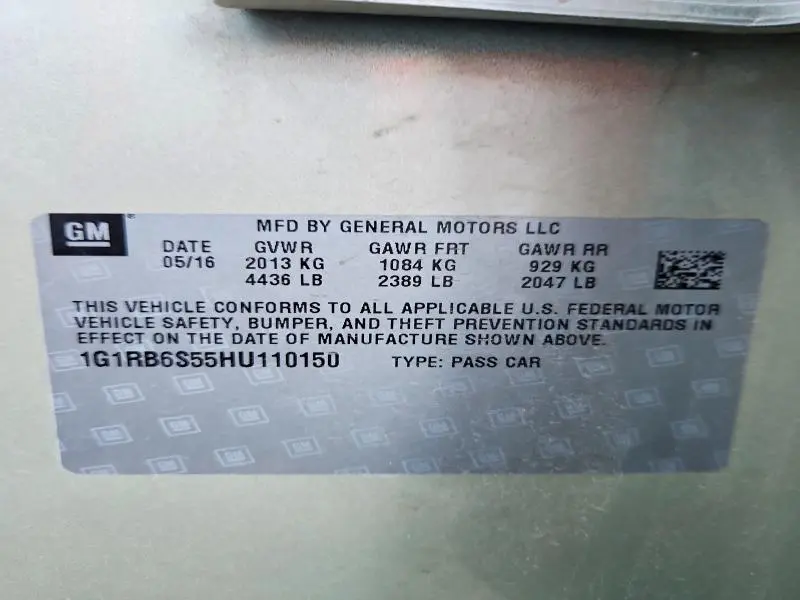 GM
MFD BY GENERAL MOTORS LLC
DATE GVWR GAWR FRT GAWR RR
05/16 2013 KG 1084 KG 929 KG
4436 LB 2389 LB 2047 LB
THIS VEHICLE CONFORMS TO ALL APPLICABLE U.S. FEDERAL MOTOR
VEHICLE SAFETY, BUMPER, AND THEFT PREVENTION STANDARDS IN
EFFECT ON THE DATE OF MANUFACTURE SHOWN ABOVE.
1G1RB6S55HU110150 TYPE: PASS CAR